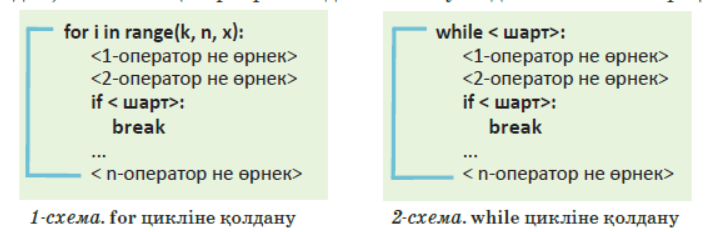 for i in range(k, n, x):
<1-оператор не өрнек>
<2-оператор не өрнек>
if < шарт>:
break
...
< n-оператор не өрнек>
1-схема. for цикліне қолдану
while < шарт>:
<1-оператор не өрнек>
<2-оператор не өрнек>
if < шарт>:
break
...
< n-оператор не өрнек>
2-схема. while цикліне қолдану